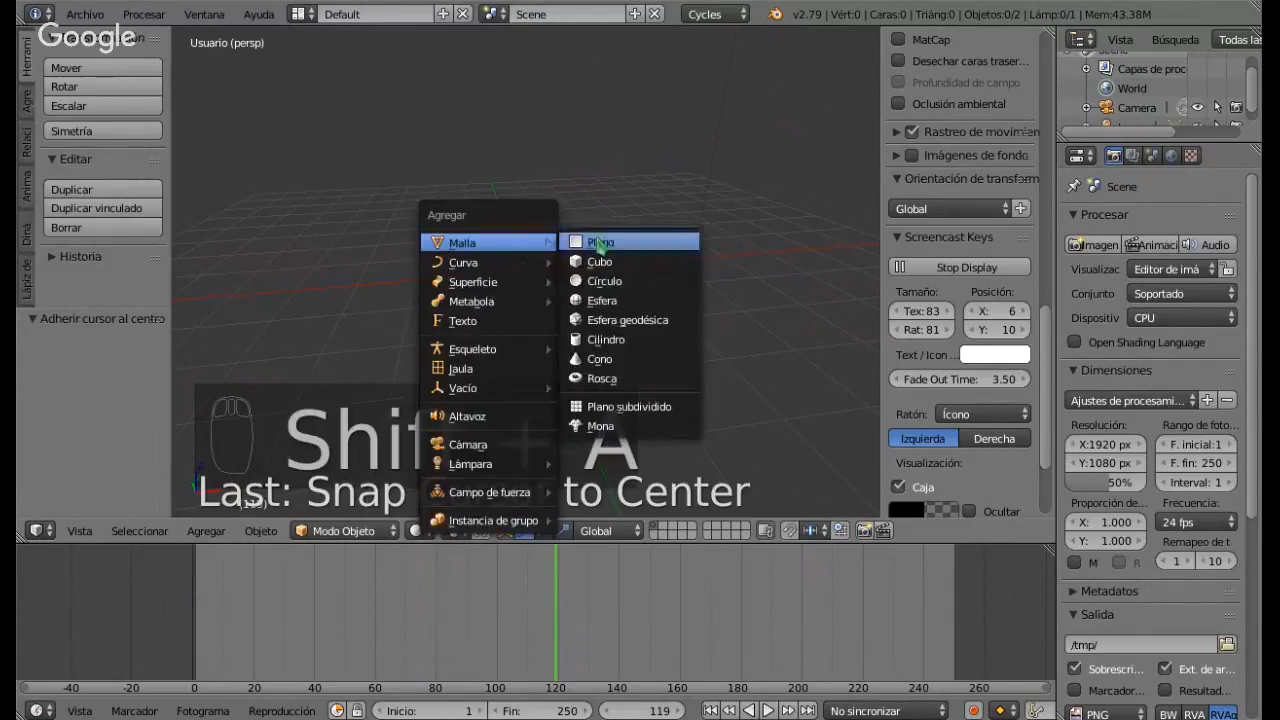 Archivo Procesar Ventana Ayuda Default Scene Cycles v2.79 | Vért:0 | Caras:0 | Triáng:0 | Objetos:0/2 | Lámp:0/1 | Mem:43.38M
Google
Mover
Rotar
Escalar
Simetría
Editar
Duplicar
Duplicar vinculado
Borrar
Historia
Adherir cursor al centro
Herrami
Agre
Relaci
Anima
Diná
Lápiz de
Usuario (persp)
Agregar
Malla
Curva
Superficie
Metabola
Texto
Esqueleto
Jaula
Vacío
Altavoz
Cámara
Lámpara
Campo de fuerza
Instancia de grupo
Cubo
Círculo
Esfera
Esfera geodésica
Cilindro
Cono
Rosca
Plano subdividido
Mona
Shif + A
Last: Snap to Center
Vista Seleccionar Agregar Objeto Modo Objeto Global
MatCap
Desechar caras traser...
Profundidad de campo
Oclusión ambiental
Rastreo de movimien
Imágenes de fondo
Orientación de transform
Global
Screencast Keys
Stop Display
Tamaño: Posición:
Tex: 83 X: 6
Rat: 81 Y: 10
Text / Icon ...
Fade Out Time: 3.50
Ratón: Ícono
Izquierda Derecha
Visualización:
Caja
Ocultar
Vista Búsqueda Todas las
Capas de proc
World
Camera
Scene
Procesar
Imagen Animaci Audio
Visualizac Editor de imá
Conjunto Soportado
Dispositiv CPU
Open Shading Language
Dimensiones
Ajustes de procesami...
Resolución: Rango de foto...
X:1920 px F. inicial:1
Y:1080 px F. fin: 250
50% Interval: 1
Proporción de Frecuencia:
X: 1.000 24 fps
Y: 1.000 Remapeo de t
M R 1 10
Metadatos
Salida
/tmp/
Sobrescri... Ext. de ar...
Marcador... Resultad...
PNG BW RVA RVAα
-40 -20 0 20 40 60 80 100 120 140 160 180 200 220 240 260
Vista Marcador Fotograma Reproducción Inicio: 1 Fin: 250 119 No sincronizar